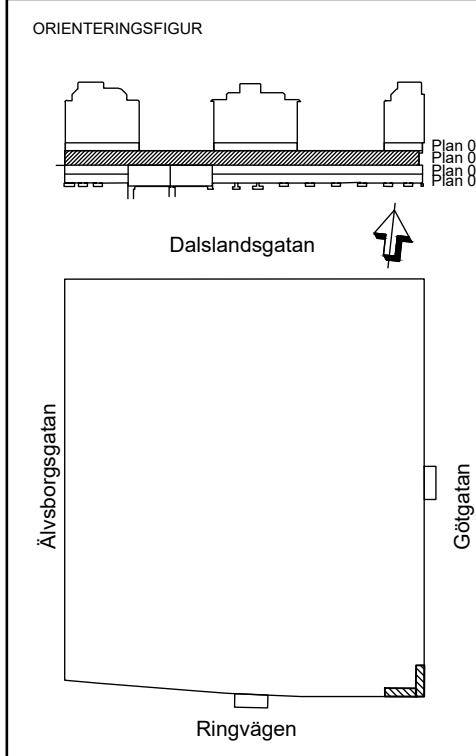 ORIENTERINGSFIGUR
Plan 0
Plan 0
Plan 0
Plan 0
Dalslandsgatan
Älvsborgsgatan
Götgatan
Ringvägen